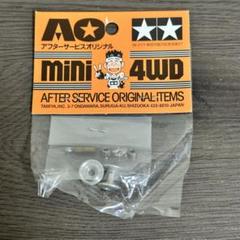 AO
アフターサービスオリジナル
mini 4WD
AFTER SERVICE ORIGINAL ITEMS
TAMIYA, INC. 3-7 ONDAWARA, SURUGA-KU, SHIZUOKA 422-8610 JAPAN